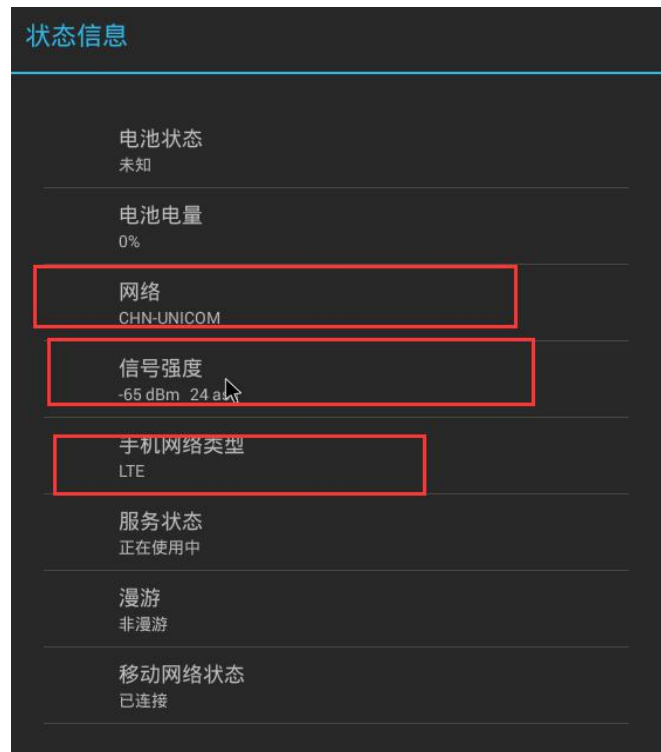 状态信息
电池状态
未知
电池电量
0%
网络
CHN-UNICOM
信号强度
-65 dBm 24
手机网络类型
LTE
服务状态
正在使用中
漫游
非漫游
移动网络状态
已连接